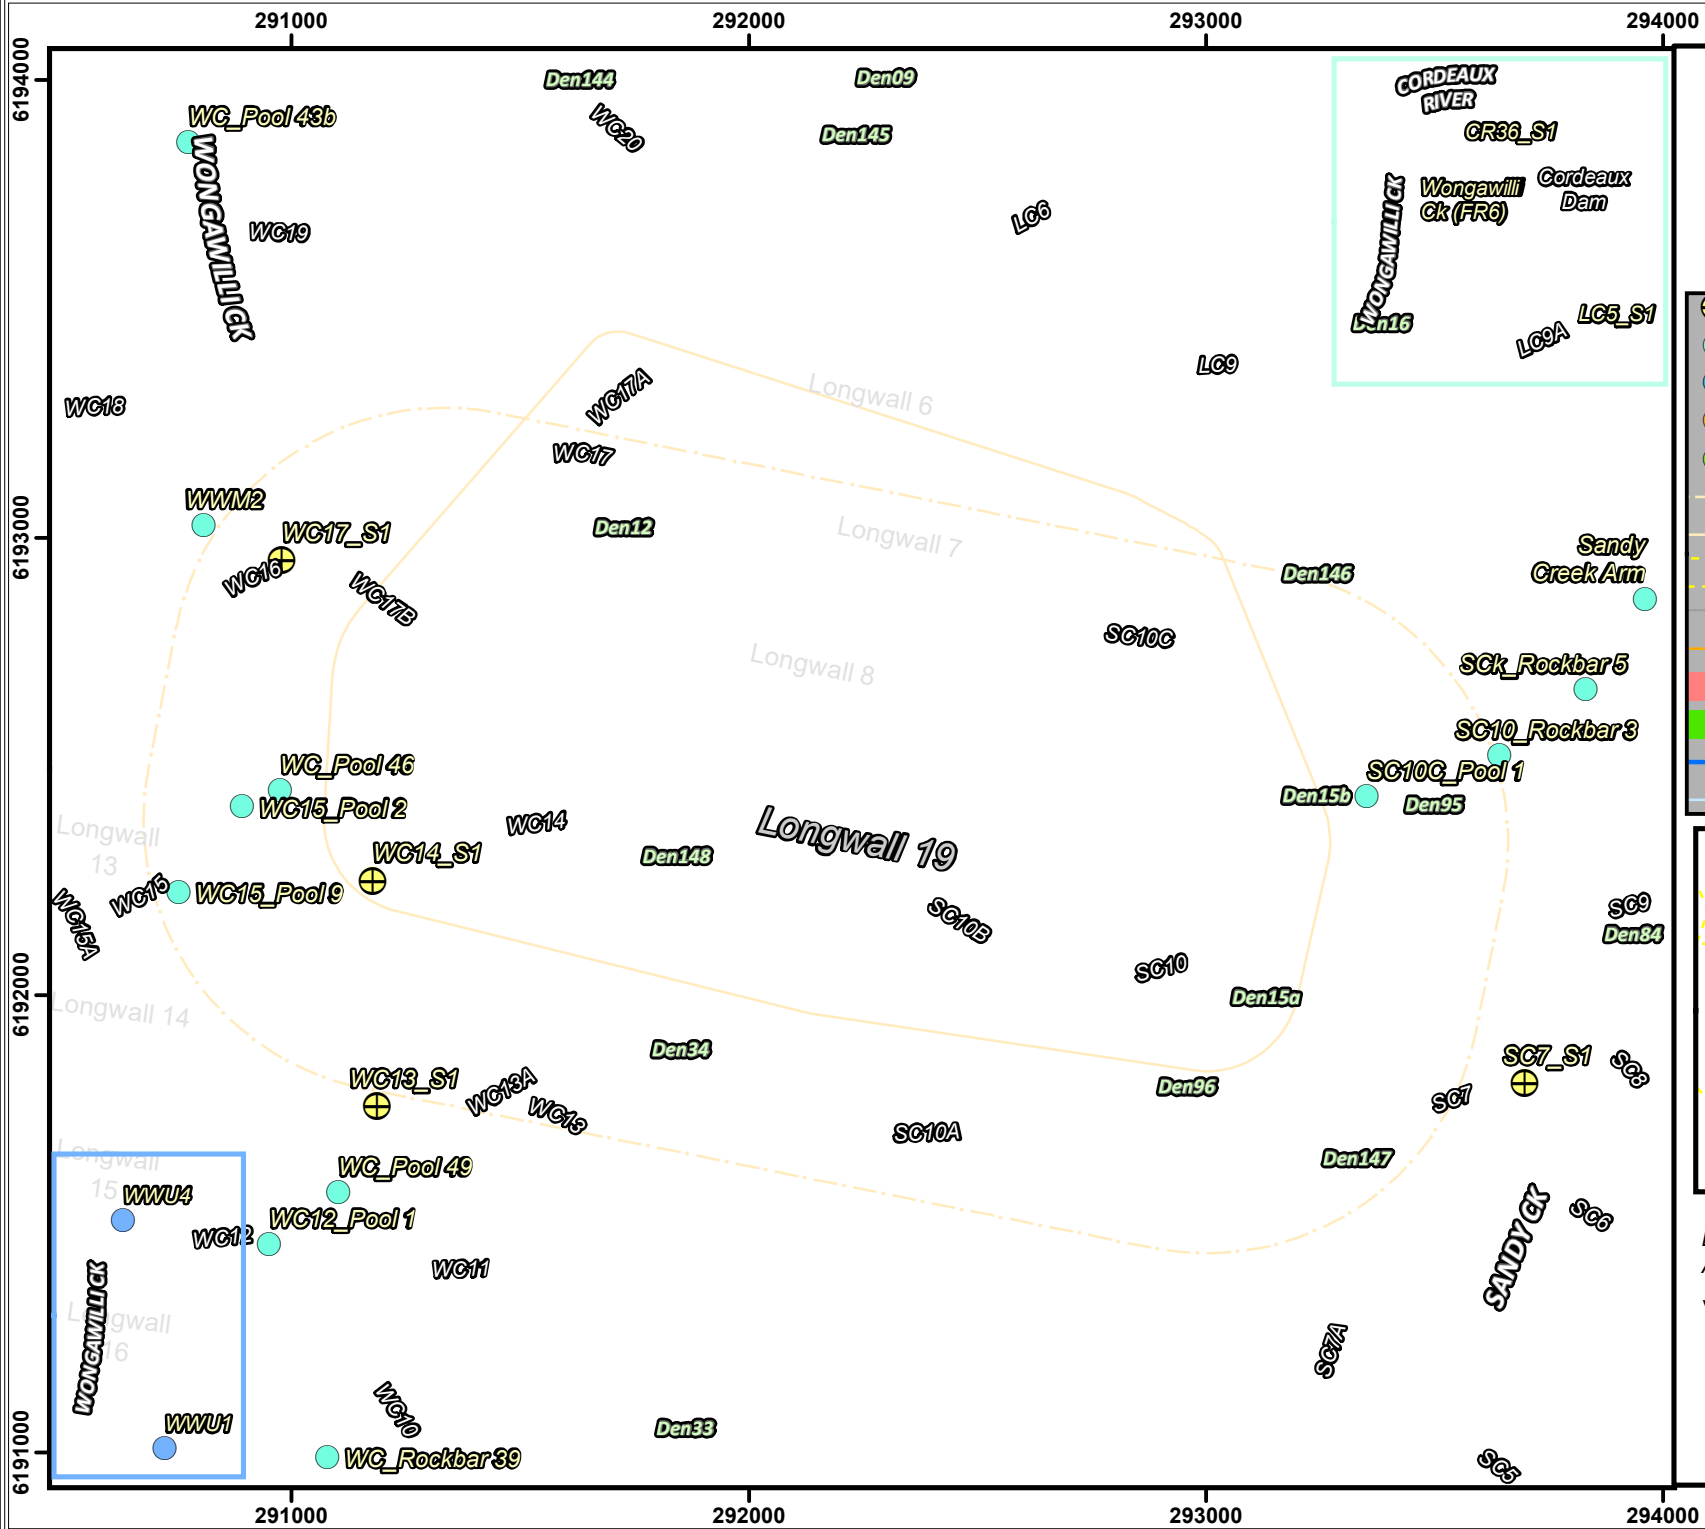 291000
292000
293000
294000
6194000
6193000
6192000
6191000
Den144
Den09
WC_Pool 43b
WC20
Den145
CORDEAUX
RIVER
CR36_S1
WONGAWILLI CK
WC19
LC6
WONGAWILLI CK
Wongawilli
Ck (FR6)
Cordeaux
Dam
Den16
LC9A
LC5_S1
WC18
WC17A
Longwall 6
LC9
WC17
WWM2
WC17_S1
Den12
Longwall 7
Sandy
Creek Arm
WC16
WC17B
Den146
SC10C
Longwall 8
SCk_Rockbar 5
SC10_Rockbar 3
WC_Pool 46
WC15_Pool 2
SC10C_Pool 1
Den15b
Den95
Longwall
13
WC14
WC14_S1
Den148
Longwall 19
WC15
WC15_Pool 9
WC15A
SC10B
SC9
Den84
SC10
Den15a
Longwall 14
Den34
WC13_S1
WC13A
WC13
Den96
SC7_S1
SC8
SC7
SC10A
Longwall
15
WC_Pool 49
Den147
WWU4
WC12
WC12_Pool 1
SANDY CK
SC6
WC11
WONGAWILLI CK
Longwall
16
SC7A
WC10
WWU1
WC_Rockbar 39
Den33
SC5
291000
292000
293000
294000